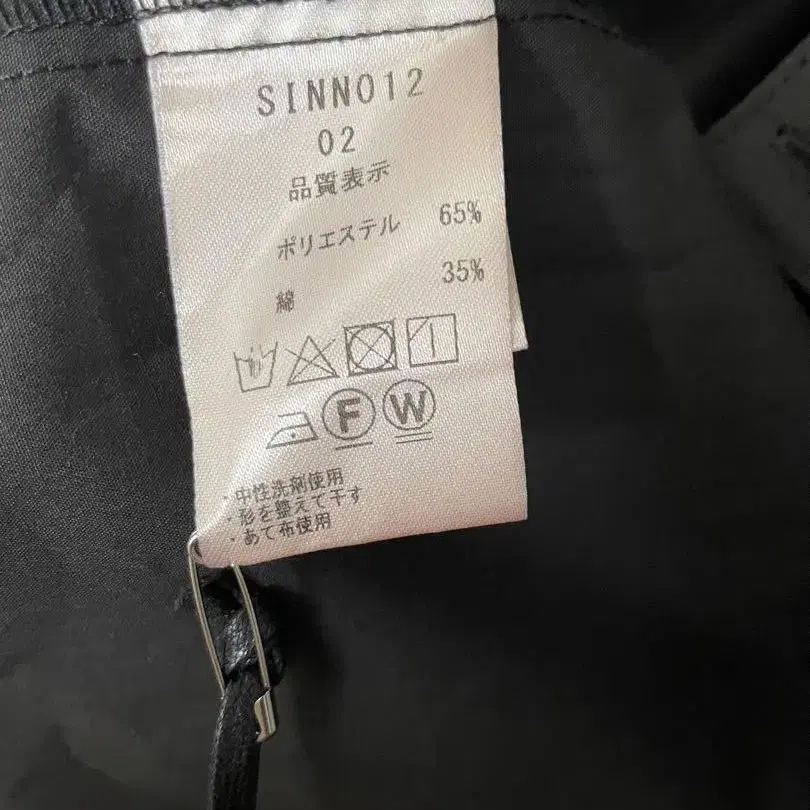 SINN012
02
品質表示
ポリエステル 65%
綿 35%
F W
・中性洗剤使用
・形を整えて干す
・あて布使用